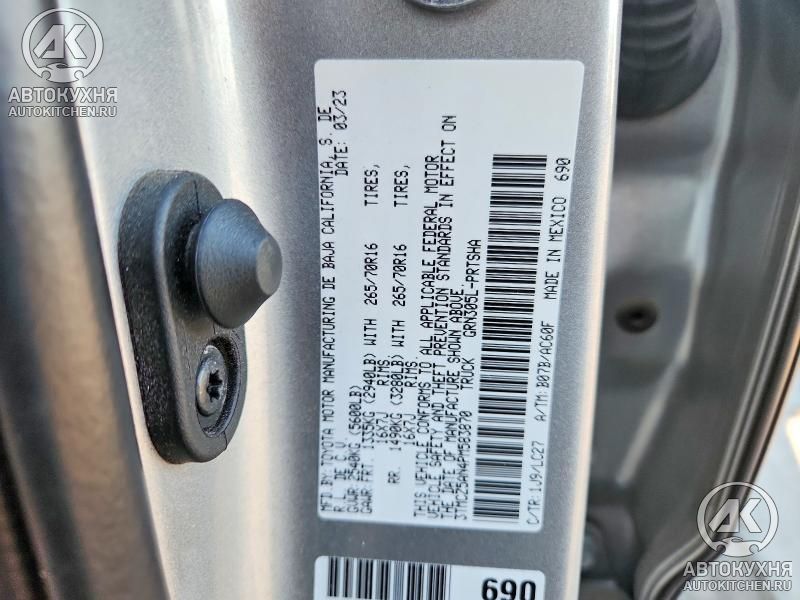 MFD.BY:TOYOTA MOTOR MANUFACTURING DE BAJA CALIFORNIA, S. DE
R.L. DE C.V. DATE: 03/23
GVWR: 2540KG (5600LB)
GAWR: FRT. 1335KG (2940LB) WITH 265/70R16 TIRES,
16X7J RIMS,
RR. 1490KG (3280LB) WITH 265/70R16 TIRES,
16X7J RIMS.
THIS VEHICLE CONFORMS TO ALL APPLICABLE FEDERAL MOTOR
VEHICLE SAFETY AND THEFT PREVENTION STANDARDS IN EFFECT ON
THE DATE OF MANUFACTURE SHOWN ABOVE.
3TMCZ5AN4PM583870 TRUCK GRN305L-PRTSHA
C/TR:1J9/LC27 A/TM:B07B/AC60F MADE IN MEXICO 690
690
АК
АВТОКУХНЯ
AUTOKITCHEN.RU
АК
АВТОКУХНЯ
AUTOKITCHEN.RU